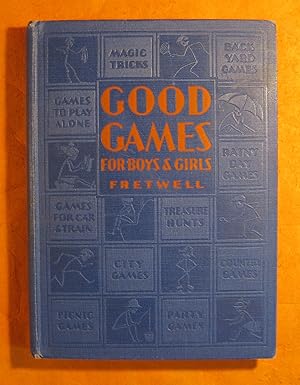 MAGIC
TRICKS
BACK
YARD
GAMES
GAMES
TO PLAY
ALONE
GOOD
GAMES
FOR BOYS & GIRLS
FRETWELL
RAINY
DAY
GAMES
GAMES
FOR CAR
& TRAIN
TREASURE
HUNTS
CITY
GAMES
COUNTRY
GAMES
PICNIC
GAMES
PARTY
GAMES